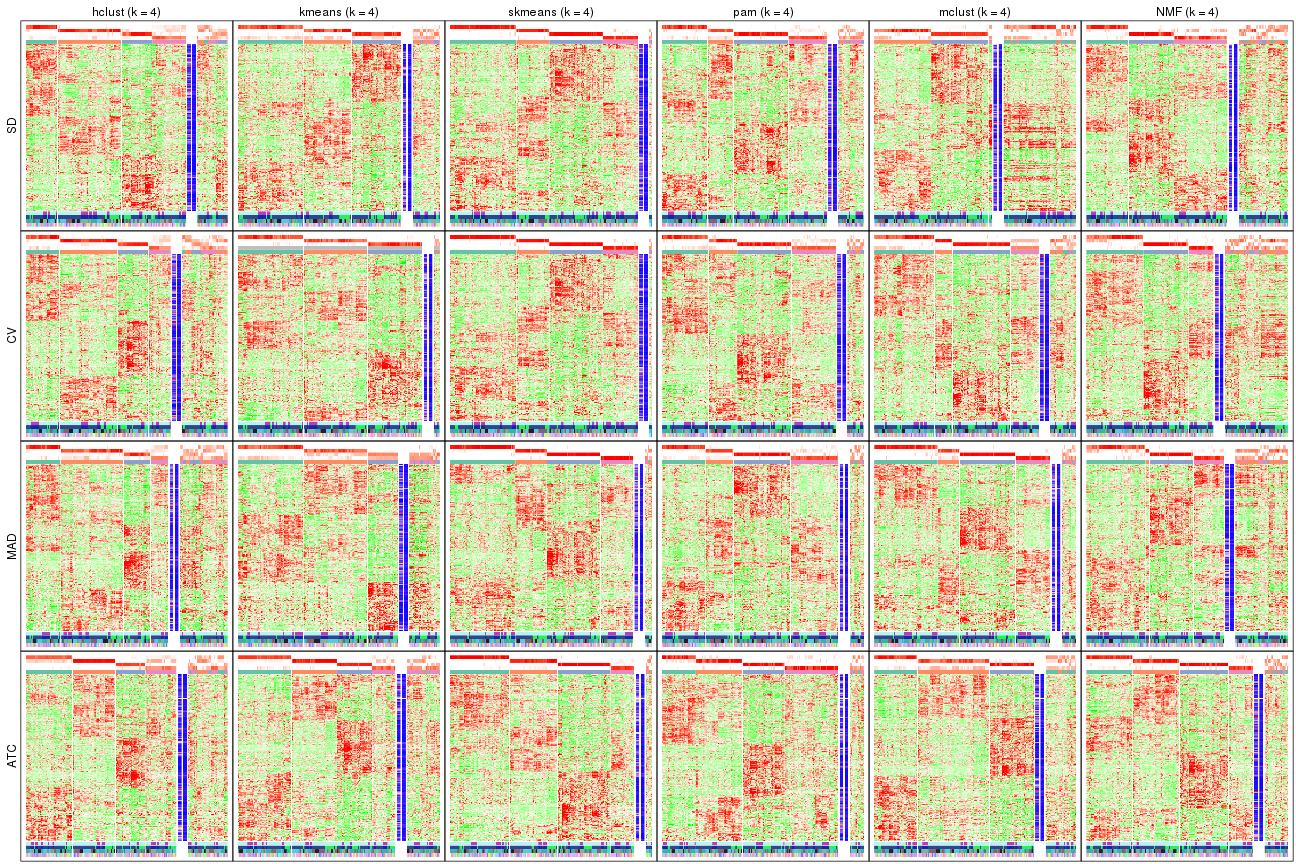 hclust (k = 4)
kmeans (k = 4)
skmeans (k = 4)
pam (k = 4)
mclust (k = 4)
NMF (k = 4)
SD
CV
MAD
ATC